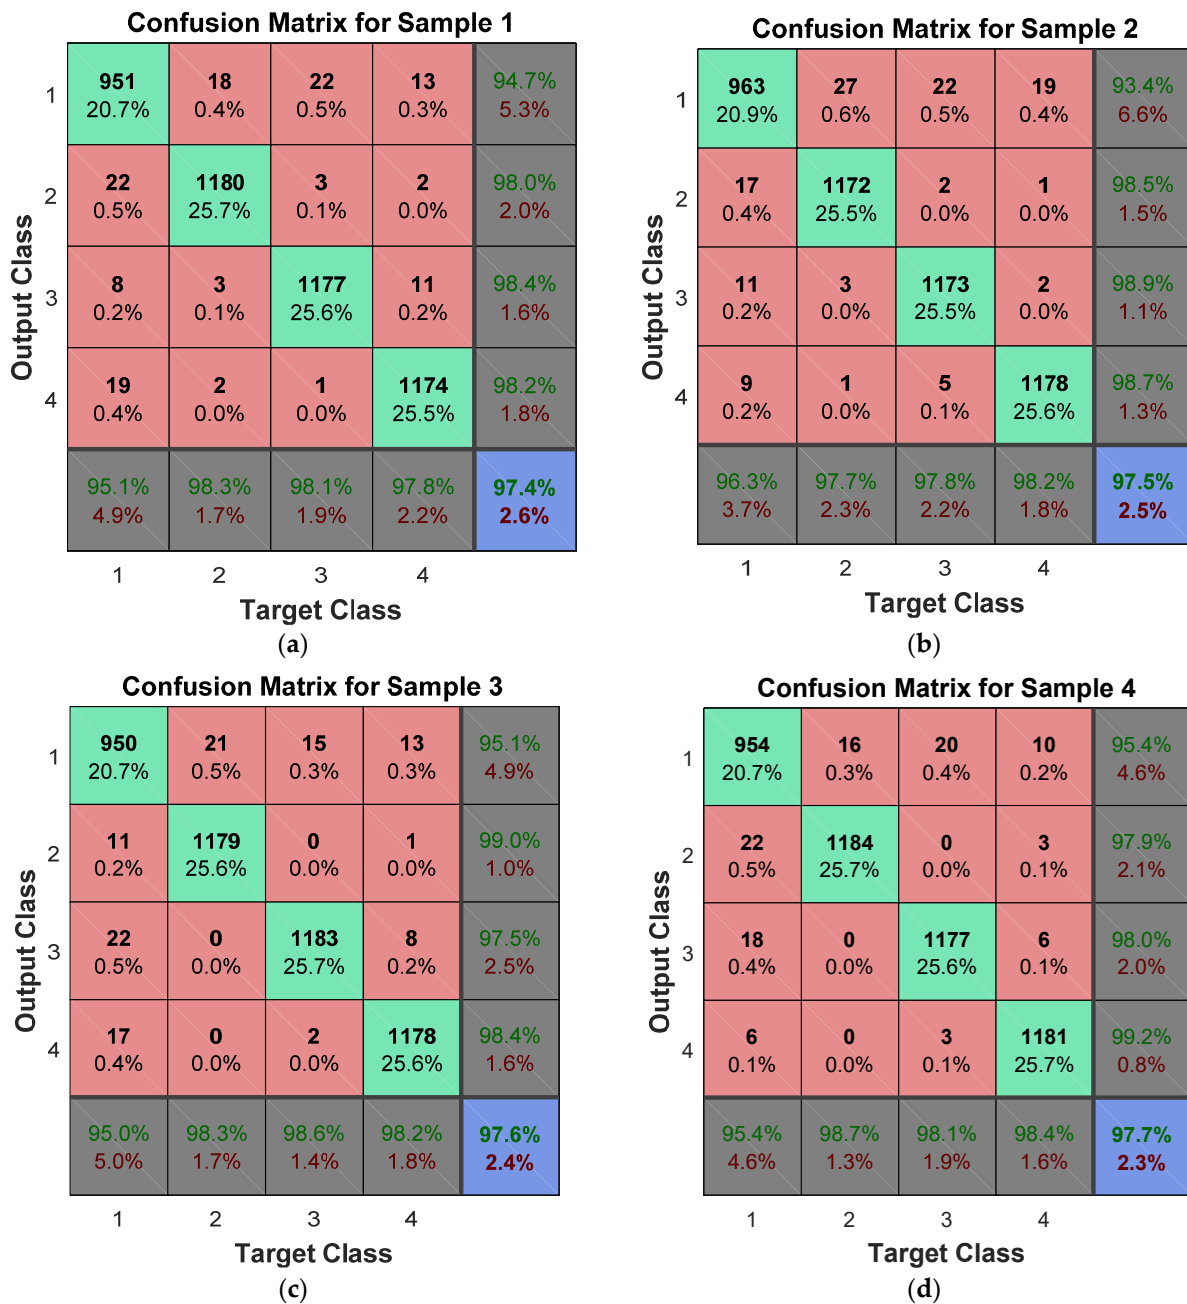 Confusion Matrix for Sample 1
951 18 22 13 94.7%
1
20.7% 0.4% 0.5% 0.3% 5.3%
22 1180 3 2 98.0%
2
0.5% 25.7% 0.1% 0.0% 2.0%
8 3 1177 11 98.4%
3
0.2% 0.1% 25.6% 0.2% 1.6%
19 2 1 1174 98.2%
4
0.4% 0.0% 0.0% 25.5% 1.8%
95.1% 98.3% 98.1% 97.8% 97.4%
4.9% 1.7% 1.9% 2.2% 2.6%
Output Class
1 2 3 4
Target Class
(a)
Confusion Matrix for Sample 2
963 27 22 19 93.4%
1
20.9% 0.6% 0.5% 0.4% 6.6%
17 1172 2 1 98.5%
2
0.4% 25.5% 0.0% 0.0% 1.5%
11 3 1173 2 98.9%
3
0.2% 0.0% 25.5% 0.0% 1.1%
9 1 5 1178 98.7%
4
0.2% 0.0% 0.1% 25.6% 1.3%
96.3% 97.7% 97.8% 98.2% 97.5%
3.7% 2.3% 2.2% 1.8% 2.5%
Output Class
1 2 3 4
Target Class
(b)
Confusion Matrix for Sample 3
950 21 15 13 95.1%
1
20.7% 0.5% 0.3% 0.3% 4.9%
11 1179 0 1 99.0%
2
0.2% 25.6% 0.0% 0.0% 1.0%
22 0 1183 8 97.5%
3
0.5% 0.0% 25.7% 0.2% 2.5%
17 0 2 1178 98.4%
4
0.4% 0.0% 0.0% 25.6% 1.6%
95.0% 98.3% 98.6% 98.2% 97.6%
5.0% 1.7% 1.4% 1.8% 2.4%
Output Class
1 2 3 4
Target Class
(c)
Confusion Matrix for Sample 4
954 16 20 10 95.4%
1
20.7% 0.3% 0.4% 0.2% 4.6%
22 1184 0 3 97.9%
2
0.5% 25.7% 0.0% 0.1% 2.1%
18 0 1177 6 98.0%
3
0.4% 0.0% 25.6% 0.1% 2.0%
6 0 3 1181 99.2%
4
0.1% 0.0% 0.1% 25.7% 0.8%
95.4% 98.7% 98.1% 98.4% 97.7%
4.6% 1.3% 1.9% 1.6% 2.3%
Output Class
1 2 3 4
Target Class
(d)